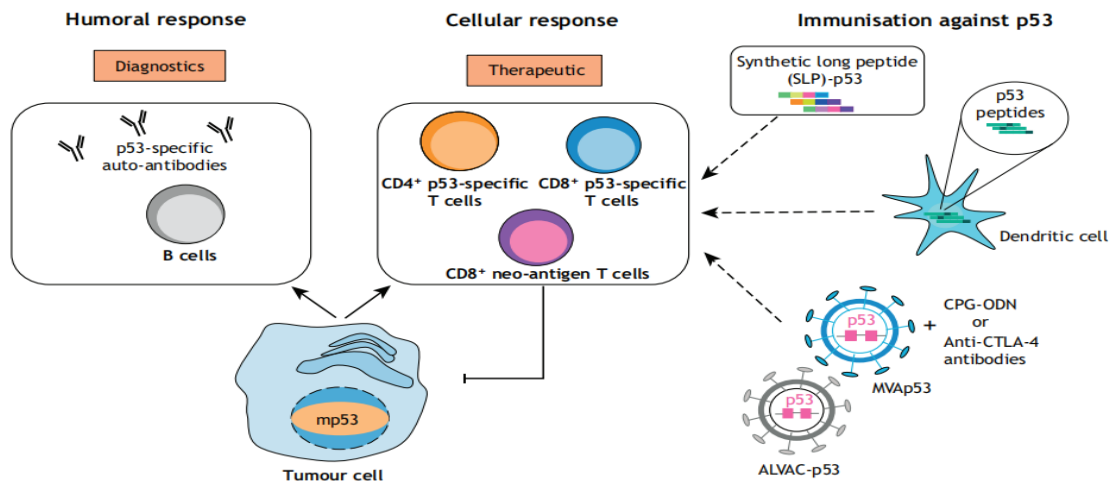 Humoral response
Diagnostics
p53-specific
auto-antibodies
B cells
Cellular response
Therapeutic
CD4⁺ p53-specific
T cells
CD8⁺ p53-specific
T cells
CD8⁺ neo-antigen T cells
Immunisation against p53
Synthetic long peptide
(SLP)-p53
p53
peptides
Dendritic cell
p53
+
CPG-ODN
or
Anti-CTLA-4
antibodies
MVAp53
p53
ALVAC-p53
mp53
Tumour cell